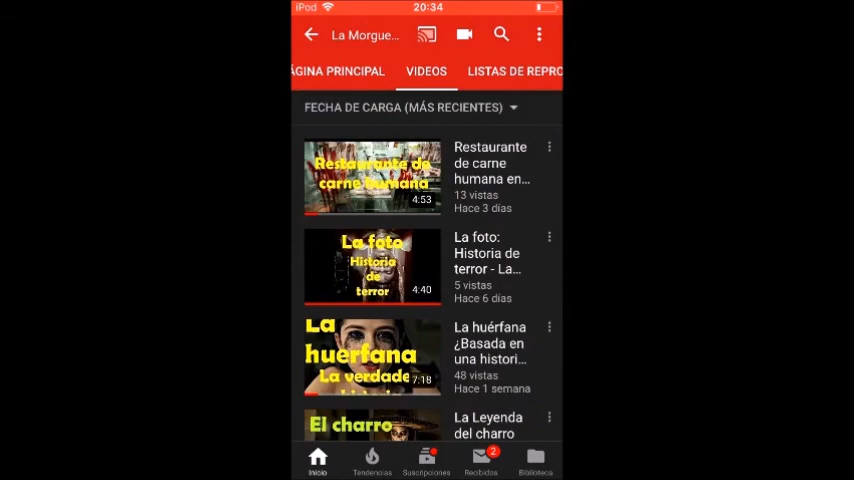 iPod 20:34
La Morgue...
ÁGINA PRINCIPAL VIDEOS LISTAS DE REPRO
FECHA DE CARGA (MÁS RECIENTES)
Restaurante de
carne humana
4:53
Restaurante
de carne
humana en...
13 vistas
Hace 3 días
La foto
Historia
de
terror
4:40
La foto:
Historia de
terror - La...
5 vistas
Hace 6 días
La
huerfana
La verdade
7:18
La huérfana
¿Basada en
una histori...
48 vistas
Hace 1 semana
El charro
La Leyenda
del charro
Inicio Tendencias Suscripciones Recibidos 2 Biblioteca